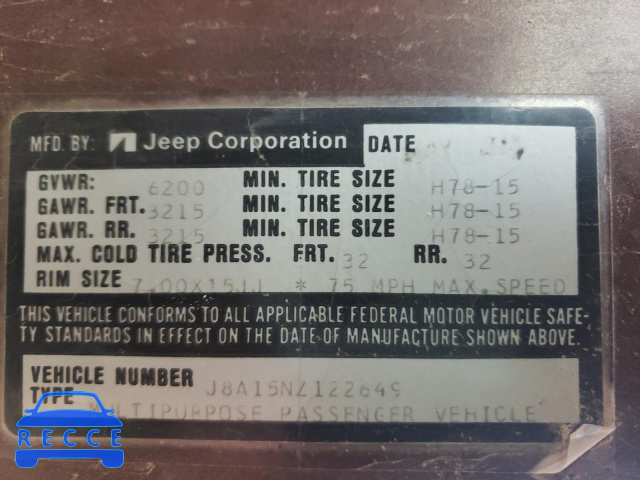 MFD. BY: Jeep Corporation DATE
GVWR: 6200 MIN. TIRE SIZE H78-15
GAWR. FRT. 3215 MIN. TIRE SIZE H78-15
GAWR. RR. 3215 MIN. TIRE SIZE H78-15
MAX. COLD TIRE PRESS. FRT. 32 RR. 32
RIM SIZE 7.00X15JJ * 75 MPH MAX.SPEED
THIS VEHICLE CONFORMS TO ALL APPLICABLE FEDERAL MOTOR VEHICLE SAFE-
TY STANDARDS IN EFFECT ON THE DATE OF MANUFACTURE SHOWN ABOVE.
VEHICLE NUMBER J8A15NZ122649
TYPE MULTIPURPOSE PASSENGER VEHICLE
RECCE